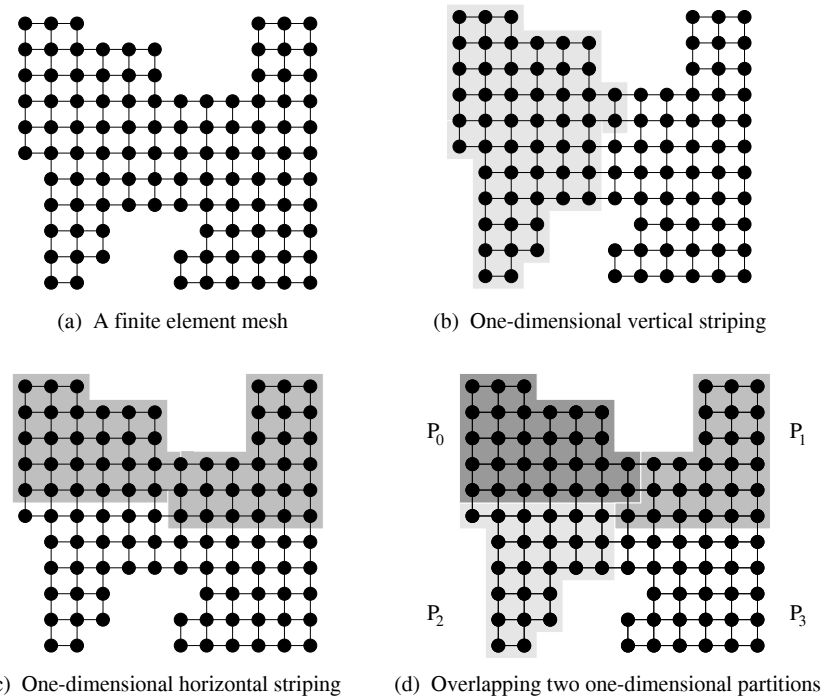 (a) A finite element mesh
(b) One-dimensional vertical striping
P0
P1
P2
P3
c) One-dimensional horizontal striping
(d) Overlapping two one-dimensional partitions